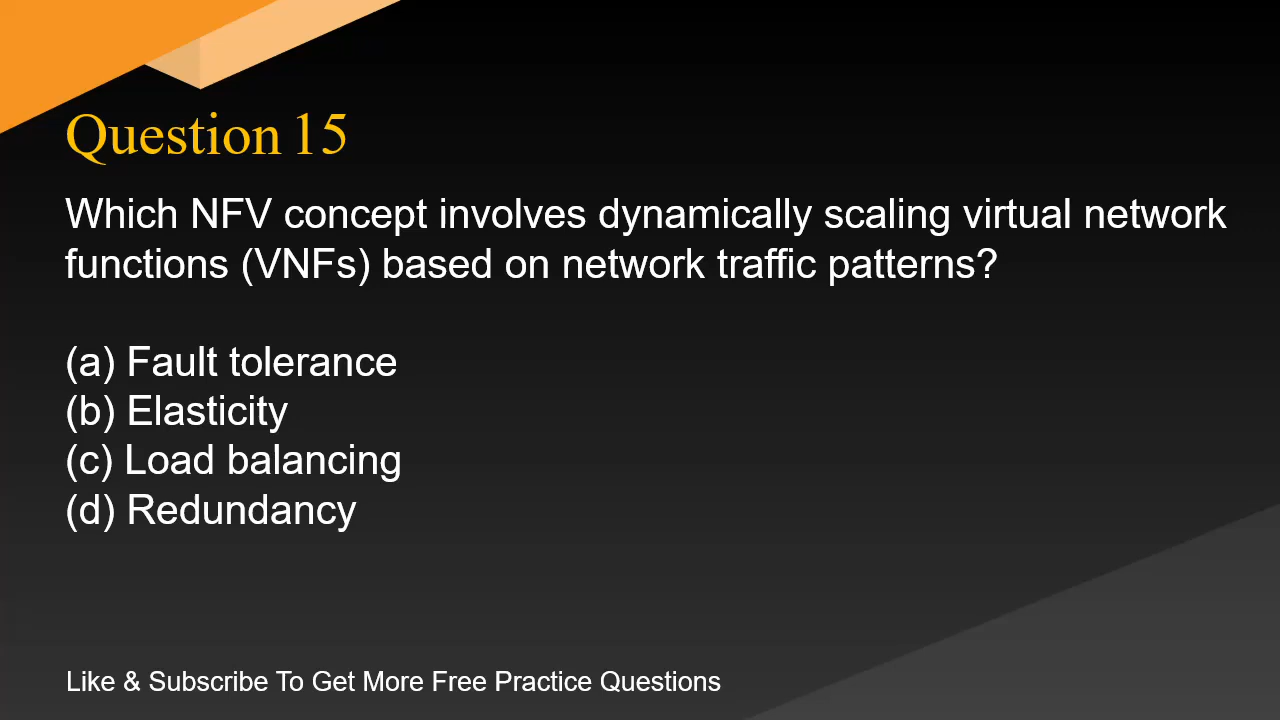 Question 15
Which NFV concept involves dynamically scaling virtual network
functions (VNFs) based on network traffic patterns?
(a) Fault tolerance
(b) Elasticity
(c) Load balancing
(d) Redundancy
Like & Subscribe To Get More Free Practice Questions